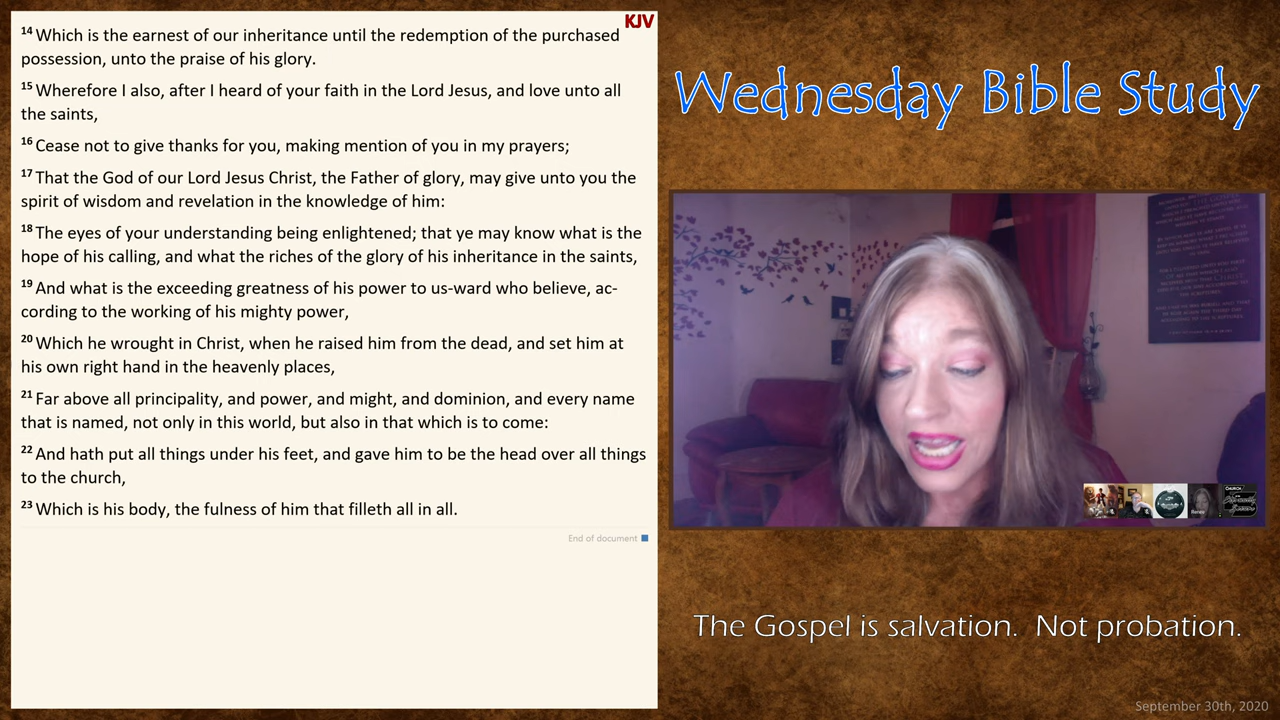 KJV
14 Which is the earnest of our inheritance until the redemption of the purchased
possession, unto the praise of his glory.
15 Wherefore I also, after I heard of your faith in the Lord Jesus, and love unto all
the saints,
16 Cease not to give thanks for you, making mention of you in my prayers;
17 That the God of our Lord Jesus Christ, the Father of glory, may give unto you the
spirit of wisdom and revelation in the knowledge of him:
18 The eyes of your understanding being enlightened; that ye may know what is the
hope of his calling, and what the riches of the glory of his inheritance in the saints,
19 And what is the exceeding greatness of his power to us-ward who believe, ac-
cording to the working of his mighty power,
20 Which he wrought in Christ, when he raised him from the dead, and set him at
his own right hand in the heavenly places,
21 Far above all principality, and power, and might, and dominion, and every name
that is named, not only in this world, but also in that which is to come:
22 And hath put all things under his feet, and gave him to be the head over all things
to the church,
23 Which is his body, the fulness of him that filleth all in all.
End of document
Wednesday Bible Study
Renee
CHURCH
The Gospel is salvation.  Not probation.
September 30th, 2020